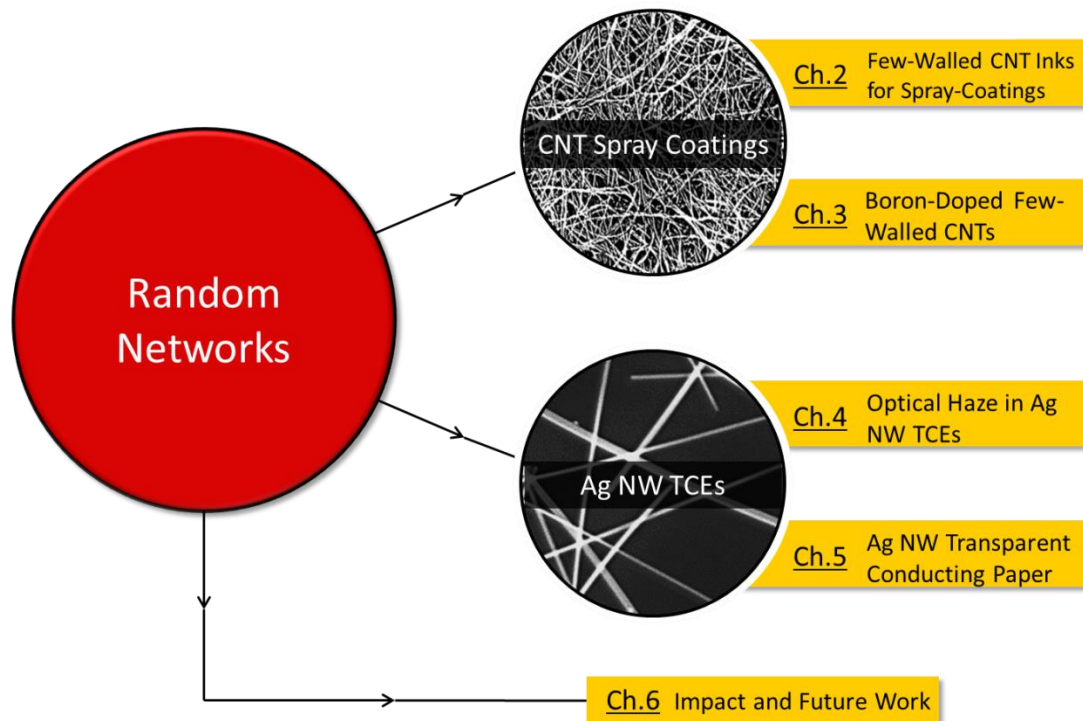 Random
Networks
CNT Spray Coatings
Ch.2 Few-Walled CNT Inks
for Spray-Coatings
Ch.3 Boron-Doped Few-
Walled CNTs
Ag NW TCEs
Ch.4 Optical Haze in Ag
NW TCEs
Ch.5 Ag NW Transparent
Conducting Paper
Ch.6 Impact and Future Work